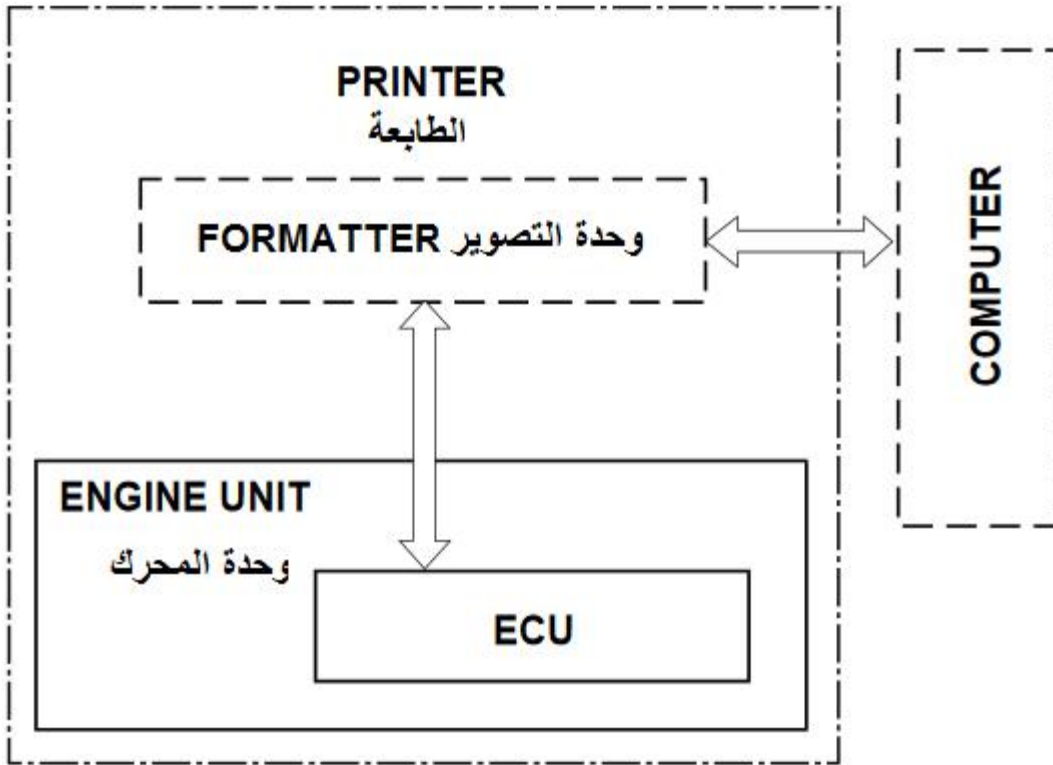 PRINTER
الطابعة
FORMATTER وحدة التصوير
COMPUTER
ENGINE UNIT
وحدة المحرك
ECU